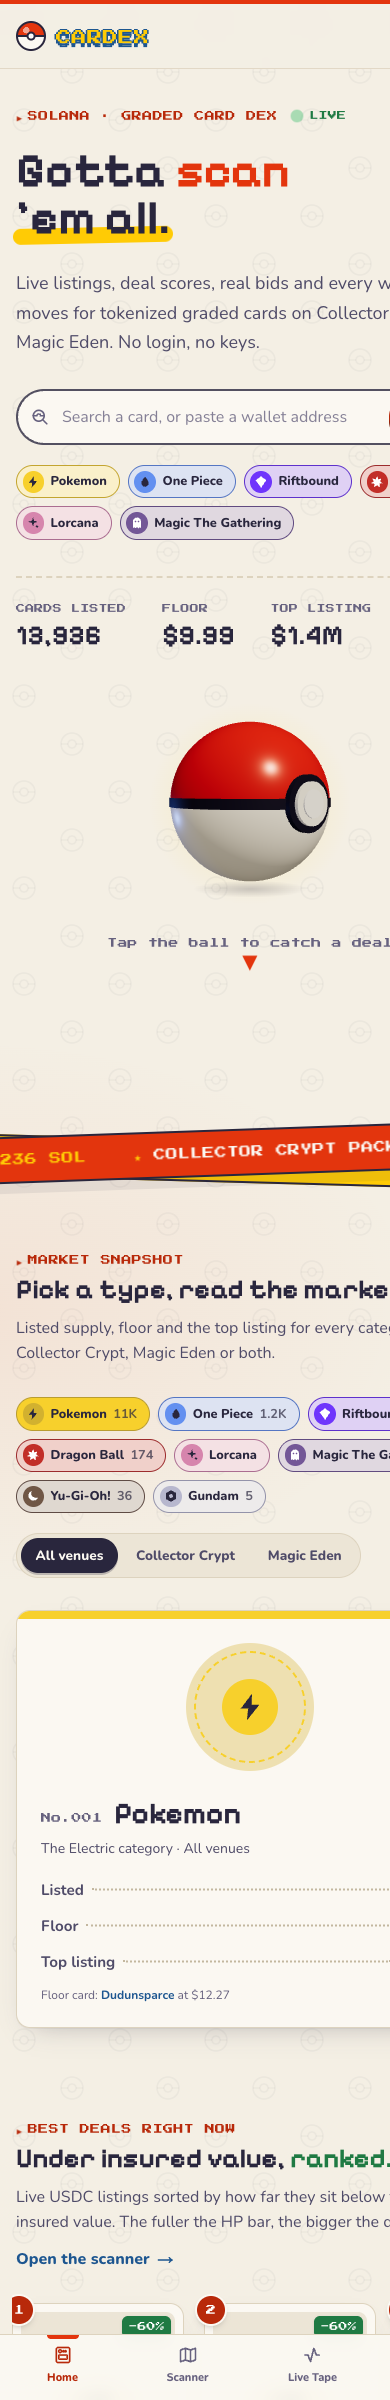 CARDEX
SOLANA · GRADED CARD DEX LIVE
Gotta scan
'em all.
Live listings, deal scores, real bids and every w
moves for tokenized graded cards on Collector
Magic Eden. No login, no keys.
Search a card, or paste a wallet address
Pokemon One Piece Riftbound
Lorcana Magic The Gathering
CARDS LISTED FLOOR TOP LISTING
13,936 $9.99 $1.4M
Tap the ball to catch a deal
236 SOL COLLECTOR CRYPT PACK
MARKET SNAPSHOT
Pick a type, read the marke
Listed supply, floor and the top listing for every cate
Collector Crypt, Magic Eden or both.
Pokemon 11K One Piece 1.2K Riftboun
Dragon Ball 174 Lorcana Magic The Ga
Yu-Gi-Oh! 36 Gundam 5
All venues Collector Crypt Magic Eden
No.001 Pokemon
The Electric category · All venues
Listed
Floor
Top listing
Floor card: Dudunsparce at $12.27
BEST DEALS RIGHT NOW
Under insured value, ranked.
Live USDC listings sorted by how far they sit below
insured value. The fuller the HP bar, the bigger the d
Open the scanner →
1 -60% 2 -60%
Home Scanner Live Tape